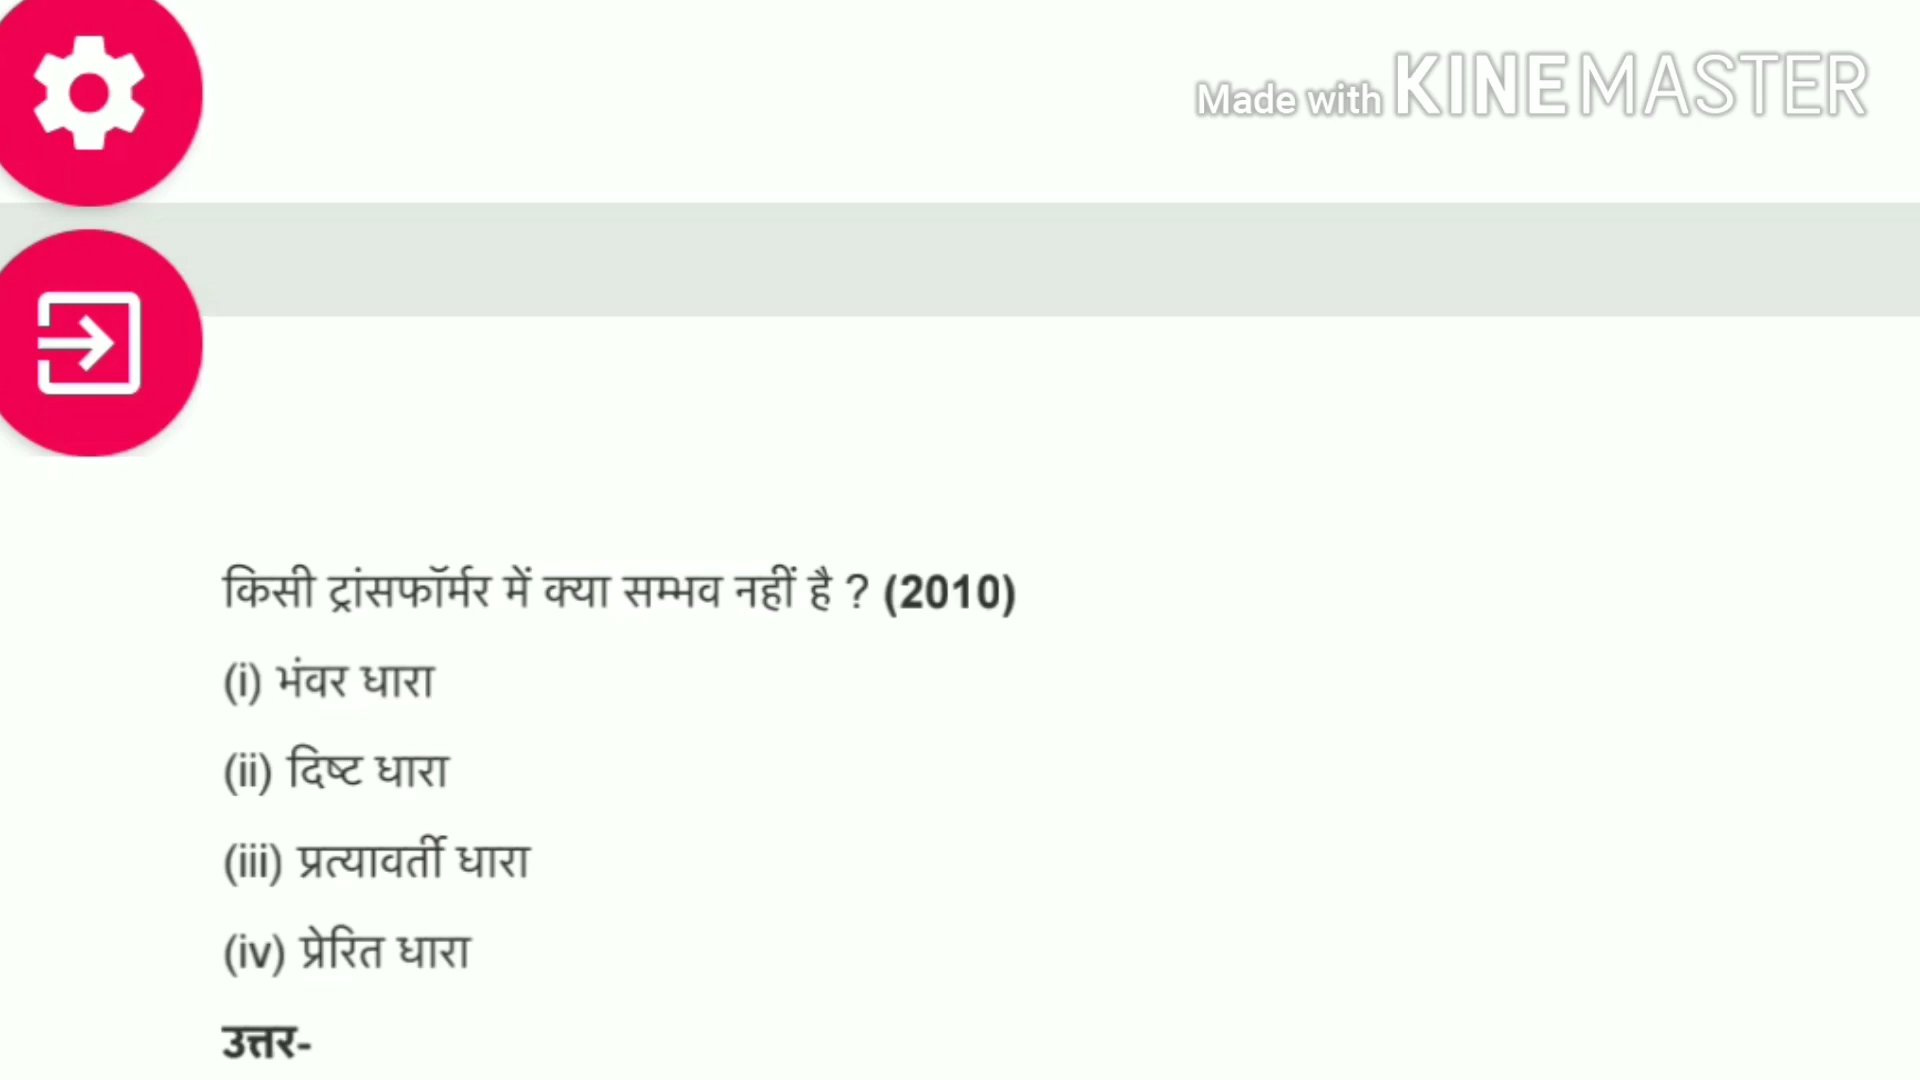 Made with KINEMASTER
किसी ट्रांसफॉर्मर में क्या सम्भव नहीं है ? (2010)
(i) भंवर धारा
(ii) दिष्ट धारा
(iii) प्रत्यावर्ती धारा
(iv) प्रेरित धारा
उत्तर-